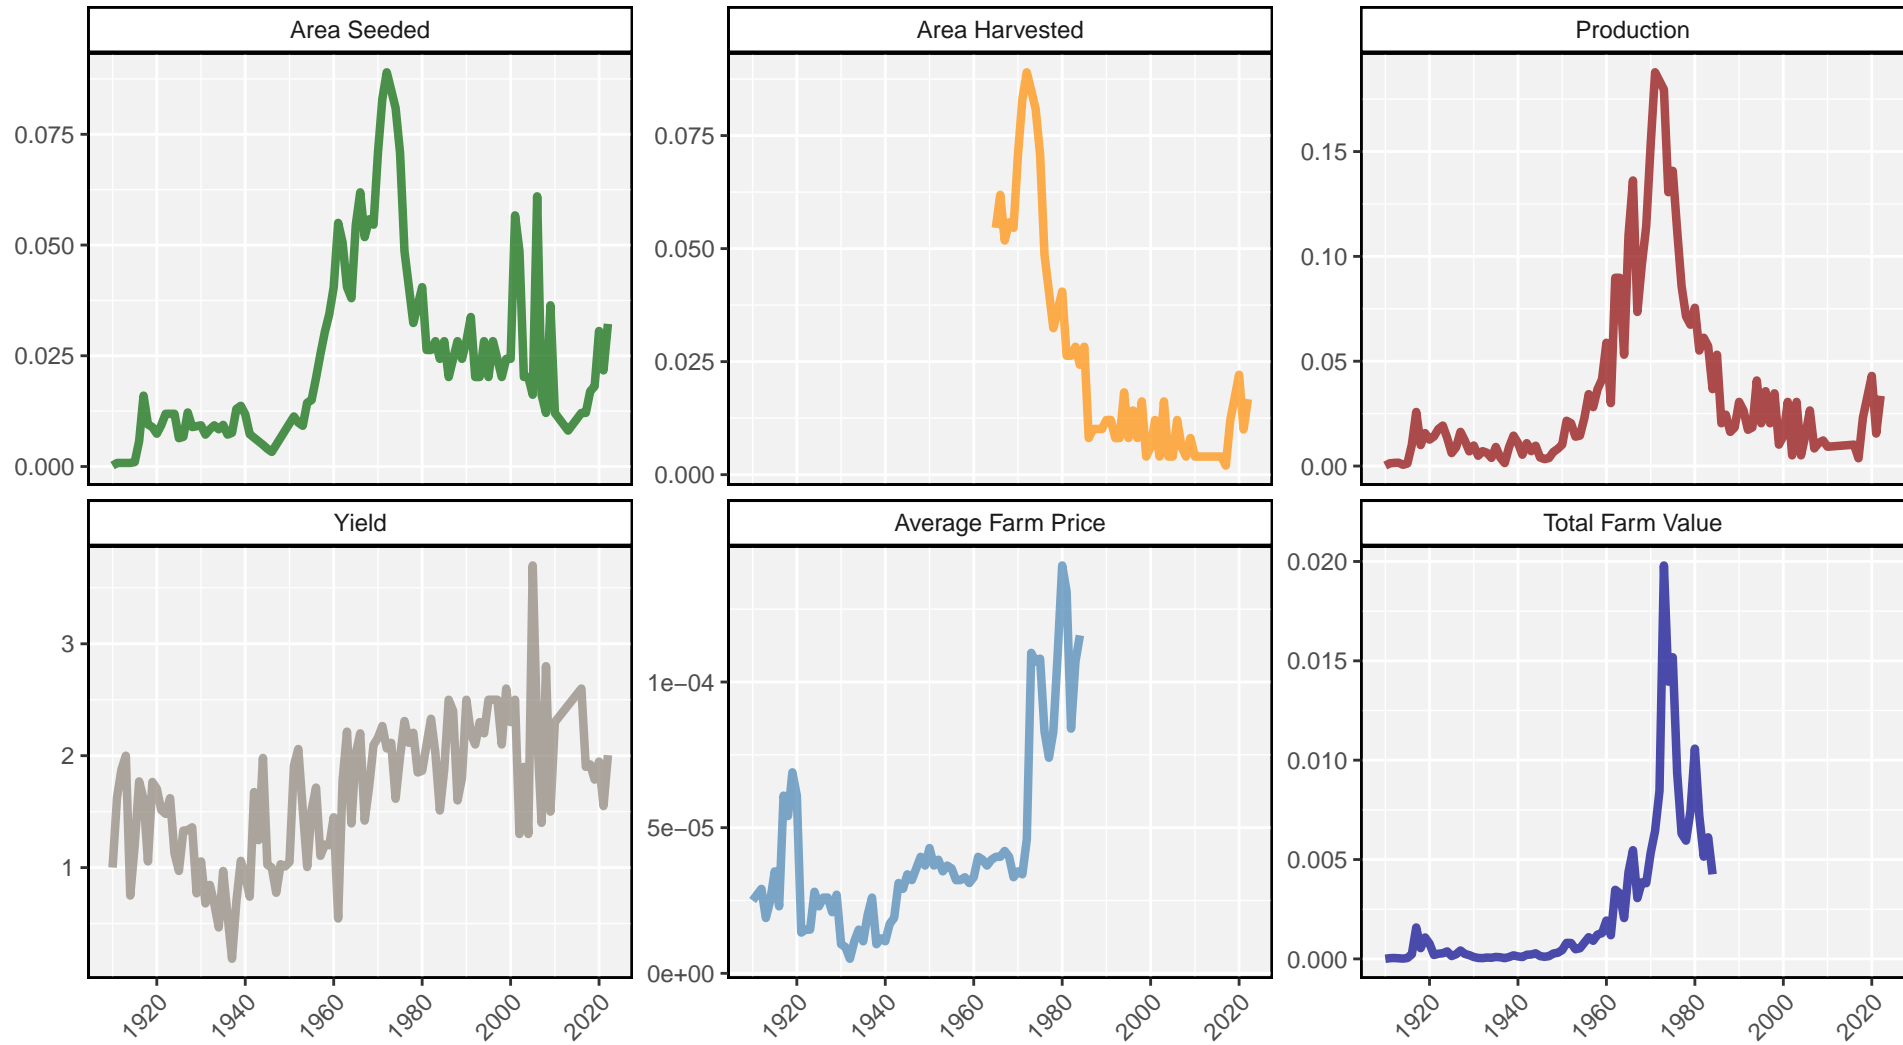 Area Seeded
Area Harvested
Production
0.075
0.050
0.025
0.000
0.075
0.050
0.025
0.000
0.15
0.10
0.05
0.00
Yield
Average Farm Price
Total Farm Value
3
2
1
1e−04
5e−05
0e+00
0.020
0.015
0.010
0.005
0.000
1920 1940 1960 1980 2000 2020
1920 1940 1960 1980 2000 2020
1920 1940 1960 1980 2000 2020